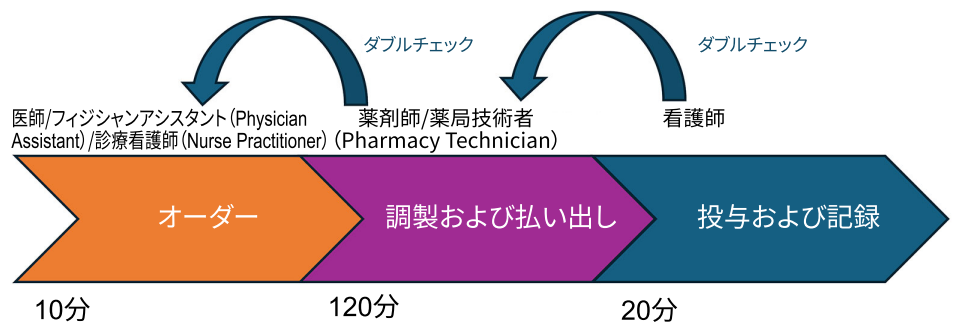 ダブルチェック
ダブルチェック
医師/フィジシャンアシスタント（Physician
Assistant）/診療看護師（Nurse Practitioner）
薬剤師/薬局技術者
（Pharmacy Technician）
看護師
オーダー
調製および払い出し
投与および記録
10分
120分
20分